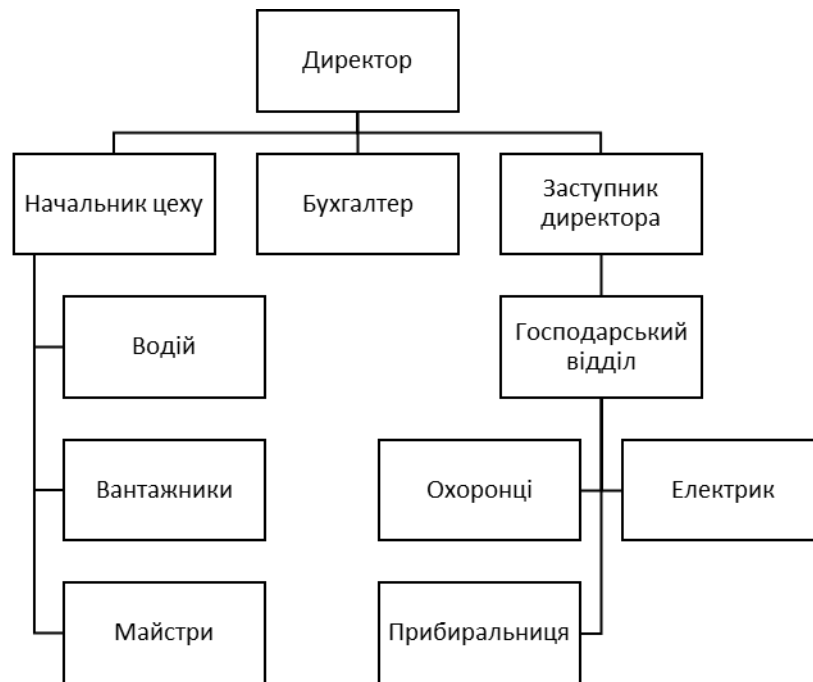 Директор
Начальник цеху
Бухгалтер
Заступник
директора
Водій
Господарський
відділ
Вантажники
Охоронці
Електрик
Майстри
Прибиральниця